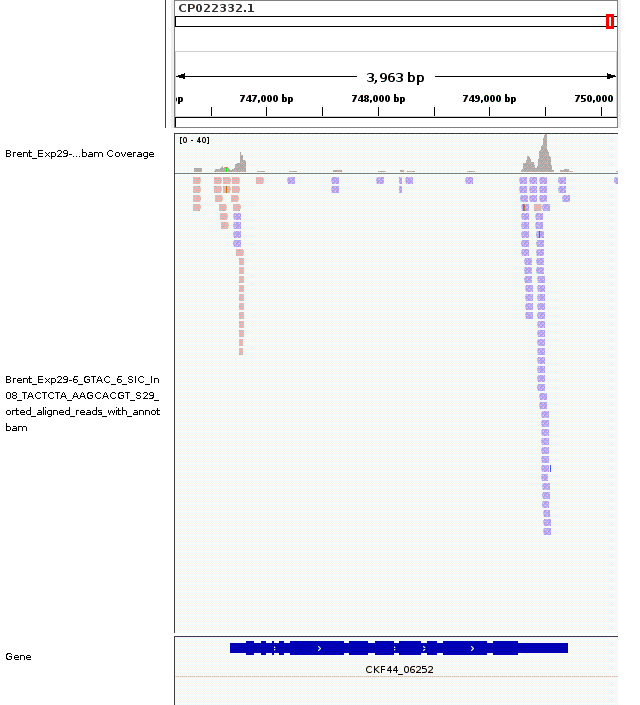 CP022332.1
3,963 bp
bp 747,000 bp 748,000 bp 749,000 bp 750,000
[0 - 40]
Brent_Exp29-...bam Coverage
Brent_Exp29-6_GTAC_6_SIC_In
08_TACTCTA_AAGCACGT_S29_
orted_aligned_reads_with_annot
bam
Gene
CKF44_06252